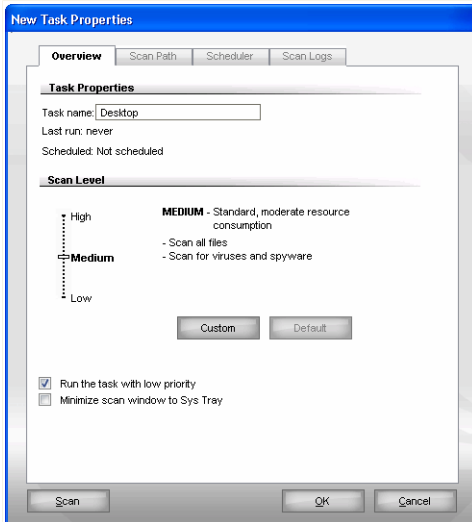 New Task Properties
Overview
Scan Path
Scheduler
Scan Logs
Task Properties
Task name: Desktop
Last run: never
Scheduled: Not scheduled
Scan Level
High
Medium
Low
MEDIUM - Standard, moderate resource
consumption
- Scan all files
- Scan for viruses and spyware
Custom
Default
Run the task with low priority
Minimize scan window to Sys Tray
Scan
OK
Cancel